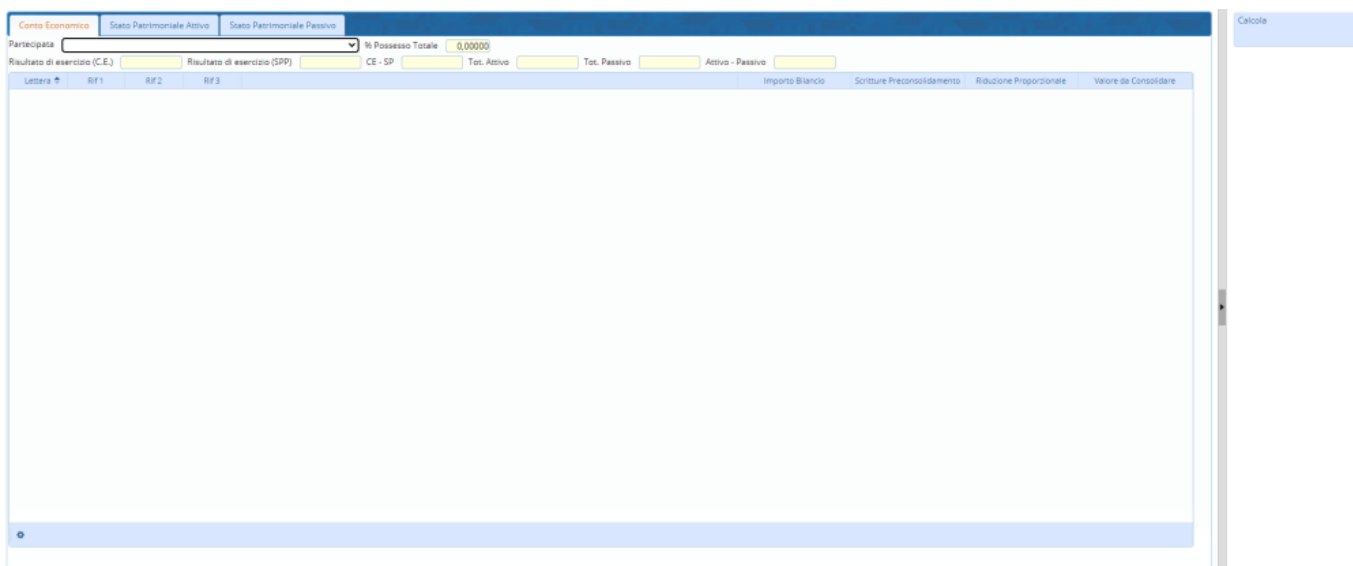 Conto Economico Stato Patrimoniale Attivo Stato Patrimoniale Passivo
Calcola
Partecipata % Possesso Totale 0,00000
Risultato di esercizio (C.E.) Risultato di esercizio (SPP) CE - SP Tot. Attivo Tot. Passivo Attivo - Passivo
Lettera Rif 1 Rif 2 Rif 3 Importo Bilancio Scritture Preconsolidamento Riduzione Proporzionale Valore da Consolidare